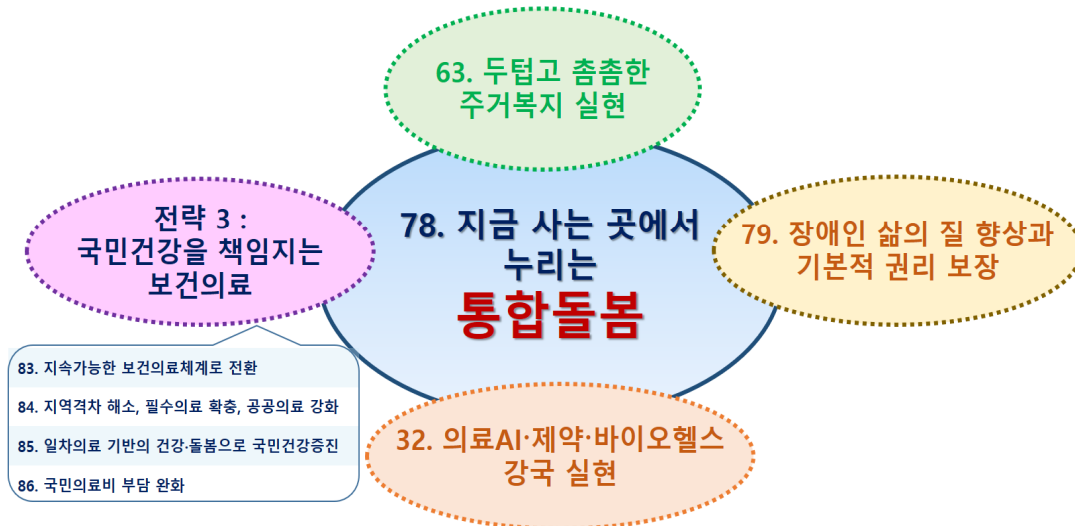 63. 두텁고 촘촘한
주거복지 실현
전략 3 :
국민건강을 책임지는
보건의료
78. 지금 사는 곳에서
누리는
통합돌봄
79. 장애인 삶의 질 향상과
기본적 권리 보장
83. 지속가능한 보건의료체계로 전환
84. 지역격차 해소, 필수의료 확충, 공공의료 강화
85. 일차의료 기반의 건강·돌봄으로 국민건강증진
86. 국민의료비 부담 완화
32. 의료AI·제약·바이오헬스
강국 실현